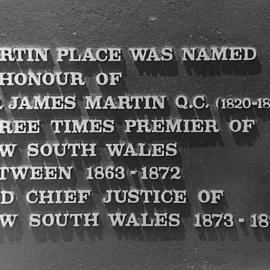 RTIN PLACE WAS NAMED
HONOUR OF
JAMES MARTIN Q.C. (1820-18
REE TIMES PREMIER OF
W SOUTH WALES
TWEEN 1863-1872
D CHIEF JUSTICE OF
W SOUTH WALES 1873-18